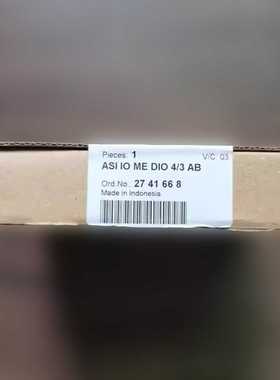 Pieces: 1 V/C: 03
ASI IO ME DIO 4/3 AB
Ord.No.: 27 41 66 8
Made in Indonesia